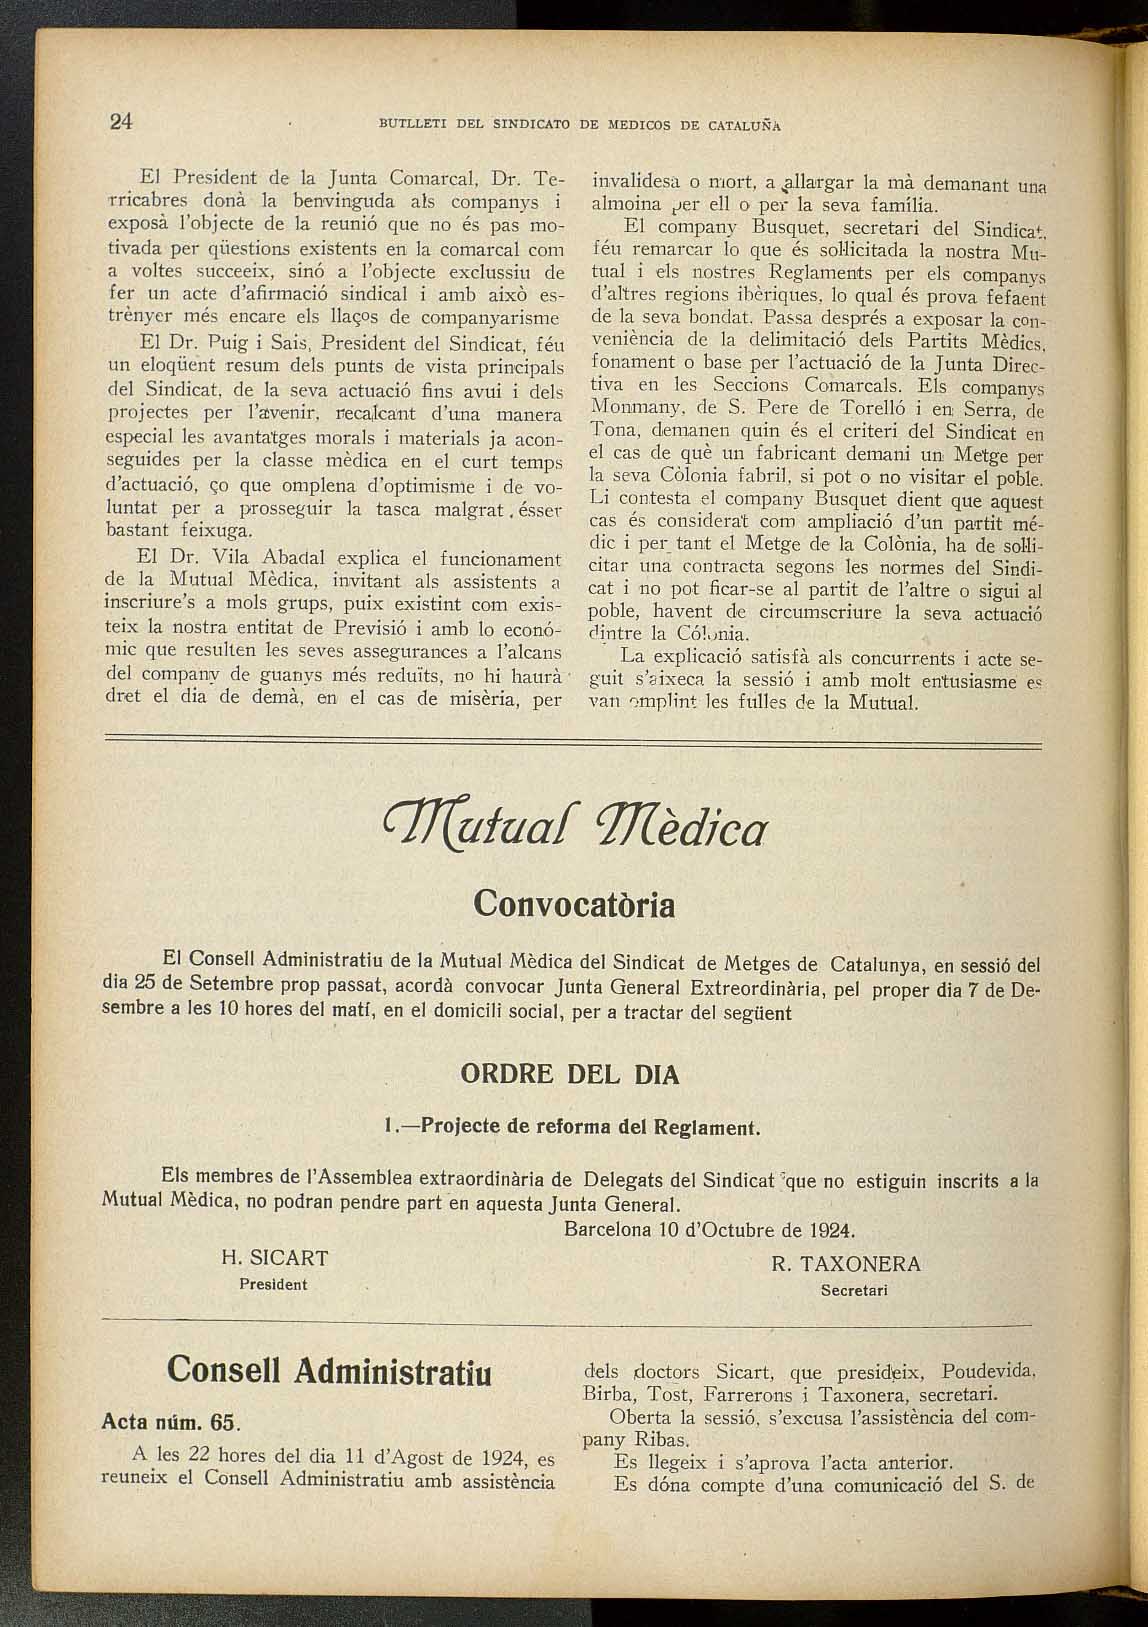 24
BUTLLETI DEL SINDICATO DE MEDICOS DE CATALUÑA
El President de la Junta Comarcal, Dr. Te-
rricabres donà la benvinguda als companys i
exposà l'objecte de la reunió que no és pas mo-
tivada per qüestions existents en la comarcal com
a voltes succeeix, sinó a l'objecte exclussiu de
fer un acte d'afirmació sindical i amb això es-
trènyer més encare els llaços de companyarisme
El Dr. Puig i Sais, President del Sindicat, féu
un eloqüent resum dels punts de vista principals
del Sindicat, de la seva actuació fins avui i dels
projectes per l'avenir, recalcant d'una manera
especial les avantatges morals i materials ja acon-
seguides per la classe mèdica en el curt temps
d'actuació, ço que omplena d'optimisme i de vo-
luntat per a prosseguir la tasca malgrat ésser
bastant feixuga.
El Dr. Vila Abadal explica el funcionament
de la Mutual Mèdica, invitant als assistents a
inscriure's a mols grups, puix existint com exis-
teix la nostra entitat de Previsió i amb lo econó-
mic que resulten les seves assegurances a l'alcans
del company de guanys més reduïts, no hi haurà
dret el dia de demà, en el cas de misèria, per
invalidesa o mort, a allargar la mà demanant una
almoina per ell o per la seva família.
El company Busquet, secretari del Sindicat,
féu remarcar lo que és sol·licitada la nostra Mu-
tual i els nostres Reglaments per els companys
d'altres regions ibèriques, lo qual és prova fefaent
de la seva bondat. Passa després a exposar la con-
veniència de la delimitació dels Partits Mèdics,
fonament o base per l'actuació de la Junta Direc-
tiva en les Seccions Comarcals. Els companys
Monmany, de S. Pere de Torelló i en Serra, de
Tona, demanen quin és el criteri del Sindicat en
el cas de què un fabricant demani un Metge per
la seva Còlonia fabril, si pot o no visitar el poble.
Li contesta el company Busquet dient que aquest
cas és considerat com ampliació d'un partit mé-
dic i per tant el Metge de la Colònia, ha de sol·li-
citar una contracta segons les normes del Sindi-
cat i no pot ficar-se al partit de l'altre o sigui al
poble, havent de circumscriure la seva actuació
dintre la Cólonia.
La explicació satisfà als concurrents i acte se-
guit s'aixeca la sessió i amb molt entusiasme es
van omplint les fulles de la Mutual.
Mutual Mèdica
Convocatòria
El Consell Administratiu de la Mutual Mèdica del Sindicat de Metges de Catalunya, en sessió del
dia 25 de Setembre prop passat, acordà convocar Junta General Extreordinària, pel proper dia 7 de De-
sembre a les 10 hores del matí, en el domicili social, per a tractar del següent
ORDRE DEL DIA
1.—Projecte de reforma del Reglament.
Els membres de l'Assemblea extraordinària de Delegats del Sindicat que no estiguin inscrits a la
Mutual Mèdica, no podran pendre part en aquesta Junta General.
Barcelona 10 d'Octubre de 1924.
H. SICART
President
R. TAXONERA
Secretari
Consell Administratiu
Acta núm. 65.
A les 22 hores del dia 11 d'Agost de 1924, es
reuneix el Consell Administratiu amb assistència
dels doctors Sicart, que presideix, Poudevida,
Birba, Tost, Farrerons i Taxonera, secretari.
Oberta la sessió, s'excusa l'assistència del com-
pany Ribas.
Es llegeix i s'aprova l'acta anterior.
Es dóna compte d'una comunicació del S. de